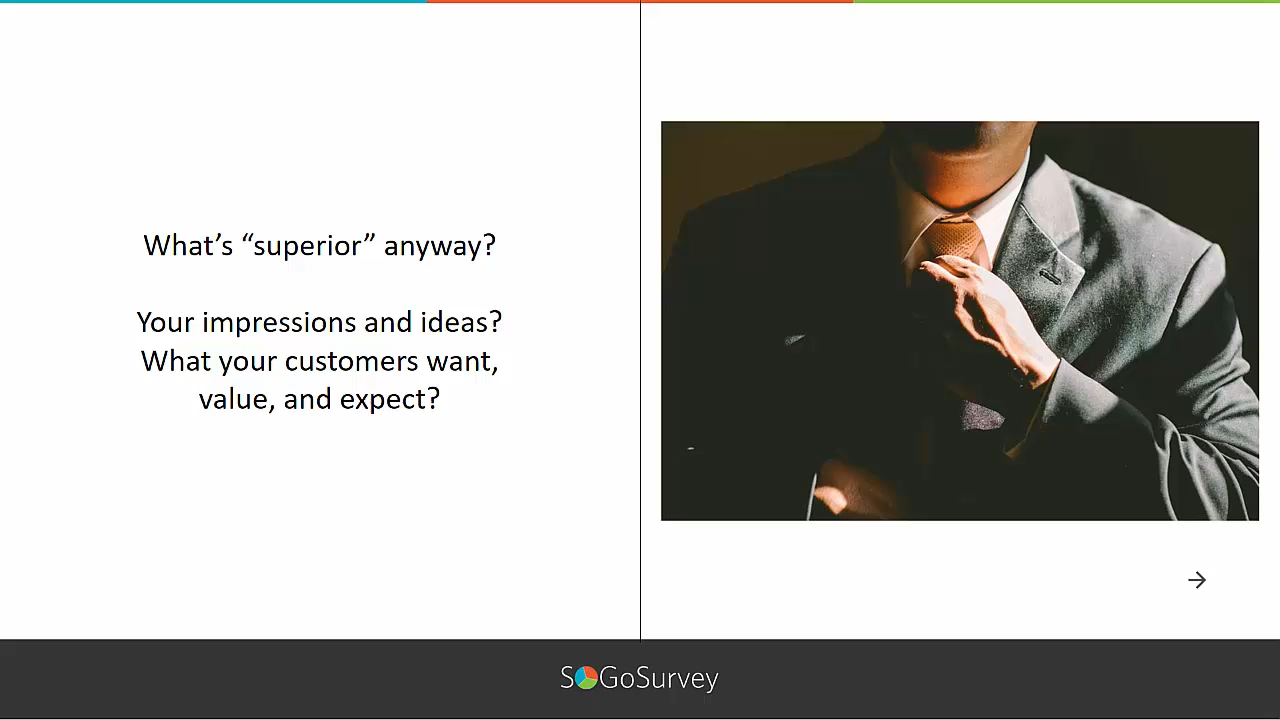 What's “superior” anyway?
Your impressions and ideas?
What your customers want,
value, and expect?
SoGoSurvey